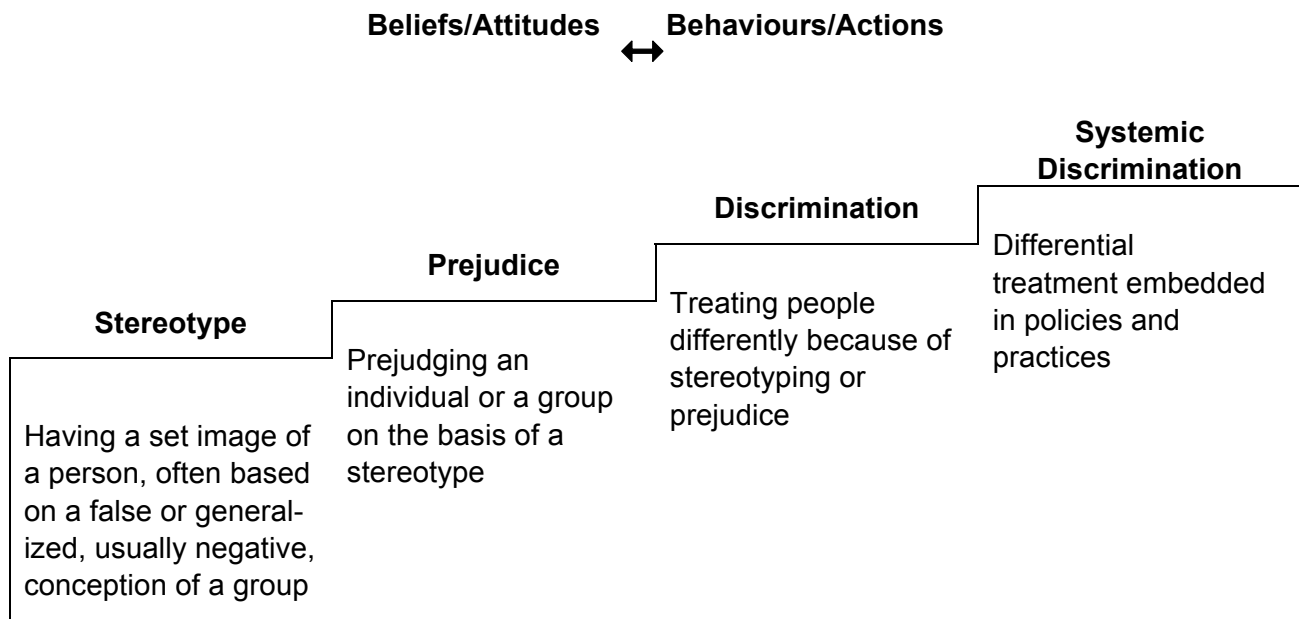 Beliefs/Attitudes ↔ Behaviours/Actions
Stereotype
Having a set image of
a person, often based
on a false or general-
ized, usually negative,
conception of a group
Prejudice
Prejudging an
individual or a group
on the basis of a
stereotype
Discrimination
Treating people
differently because of
stereotyping or
prejudice
Systemic
Discrimination
Differential
treatment embedded
in policies and
practices